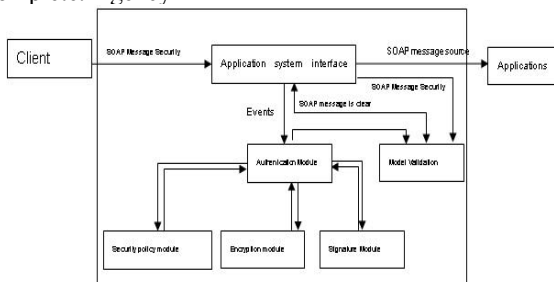 Client
SOAP Message Security
Application system interface
SOAP message source
Applications
SOAP Message Security
SOAP message is clear
Events
Authenication Module
Model Validation
Security policy module
Encryption module
Signature Module